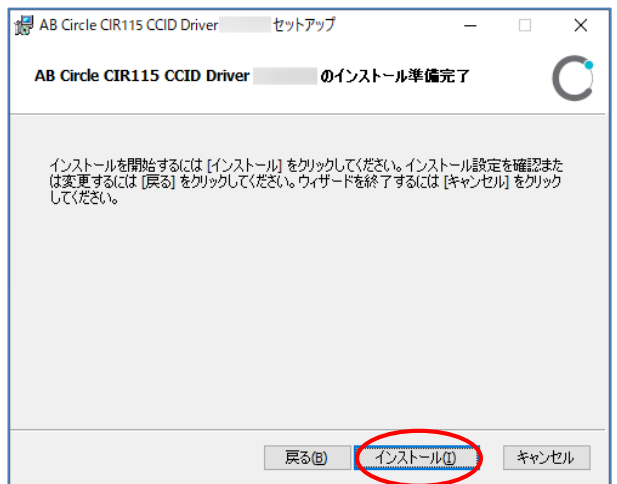 AB Circle CIR115 CCID Driver セットアップ
AB Circle CIR115 CCID Driver のインストール準備完了
インストールを開始するには [インストール] をクリックしてください。インストール設定を確認また
は変更するには [戻る] をクリックしてください。ウィザードを終了するには [キャンセル] をクリック
してください。
戻る(B) インストール(I) キャンセル